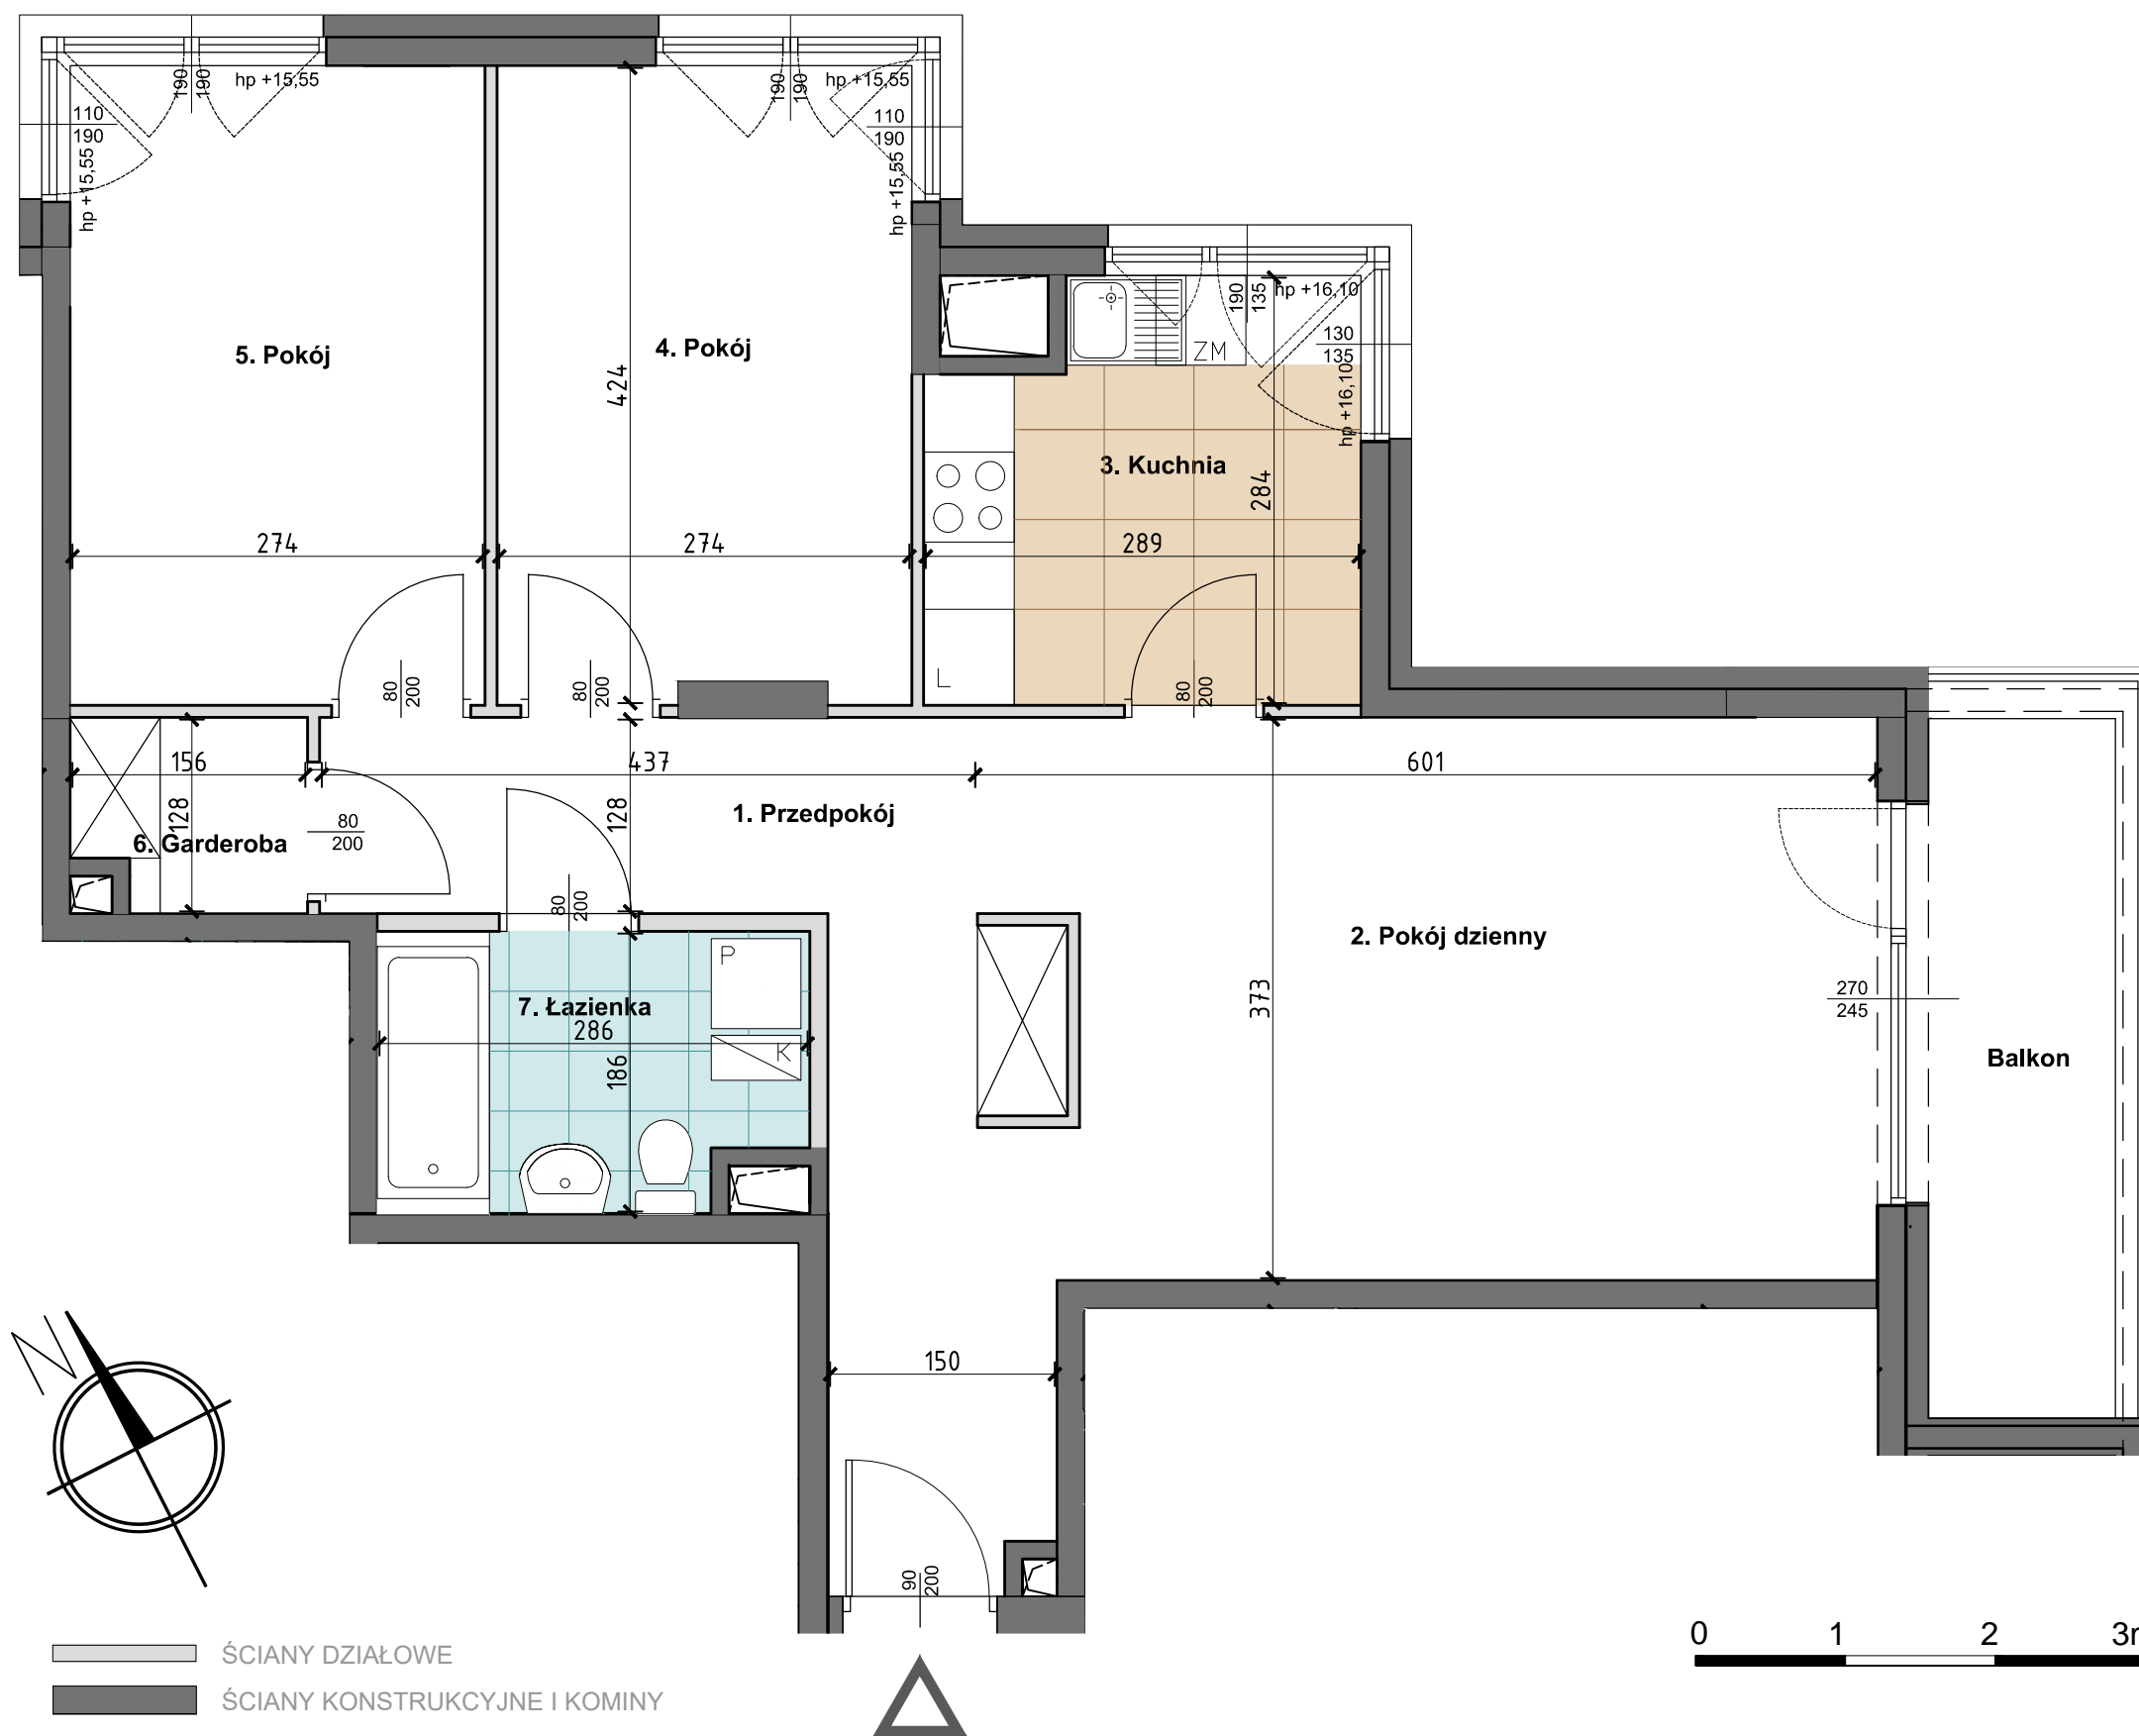 190
190
hp +15,55
190
190
hp +15,55
110
190
hp +15,55
110
190
hp +15,55
190
135
hp +16,10
130
135
hp +16,10
ZM
5. Pokój
4. Pokój
424
3. Kuchnia
284
274
274
289
80
200
80
200
80
200
L
156
437
601
128
128
1. Przedpokój
80
200
6. Garderoba
80
200
2. Pokój dzienny
P
7. Łazienka
286
K
186
373
270
245
Balkon
150
N
90
200
0 1 2 3
ŚCIANY DZIAŁOWE
ŚCIANY KONSTRUKCYJNE I KOMINY